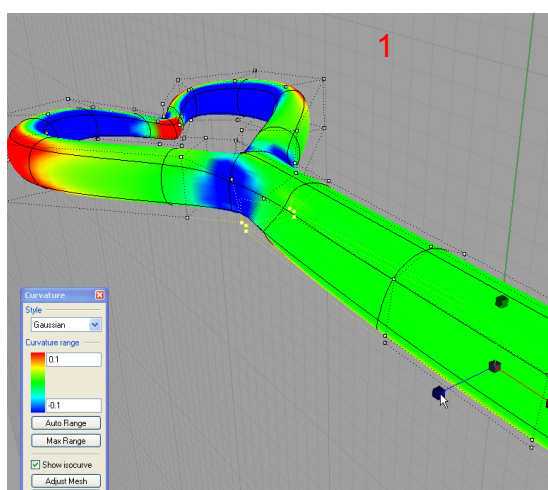 1
Curvature
Style
Gaussian
Curvature range
0.1
-0.1
Auto Range
Max Range
Show isocurve
Adjust Mesh